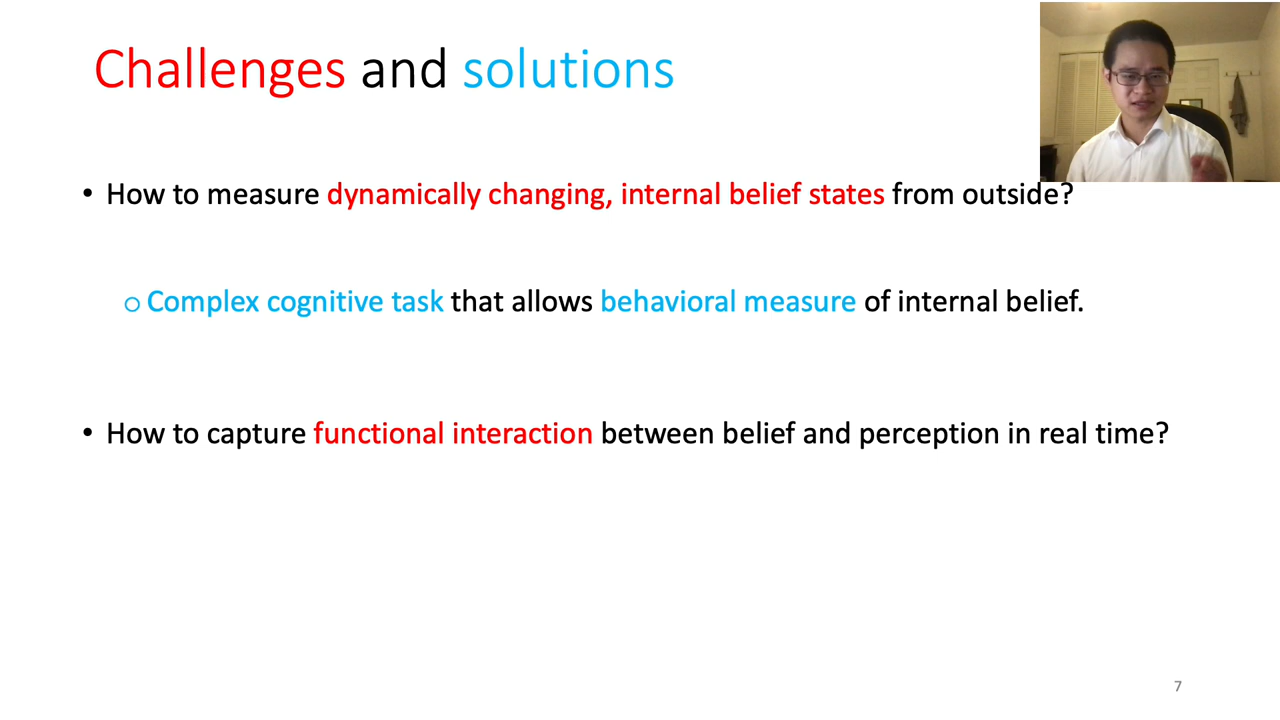 Challenges and solutions
• How to measure dynamically changing, internal belief states from outside?
○ Complex cognitive task that allows behavioral measure of internal belief.
• How to capture functional interaction between belief and perception in real time?
7